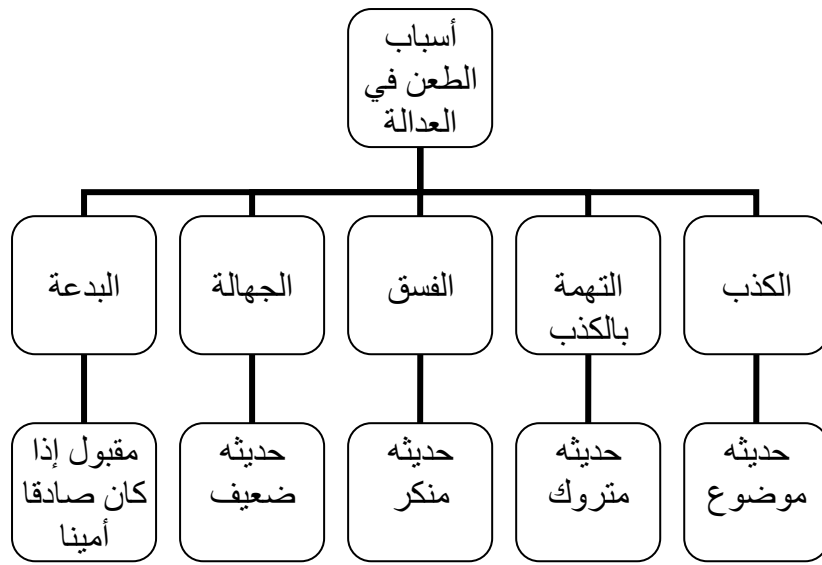 أسباب
الطعن في
العدالة
الكذب
التهمة
بالكذب
الفسق
الجهالة
البدعة
حديثه
موضوع
حديثه
متروك
حديثه
منكر
حديثه
ضعيف
مقبول إذا
كان صادقا
أمينا